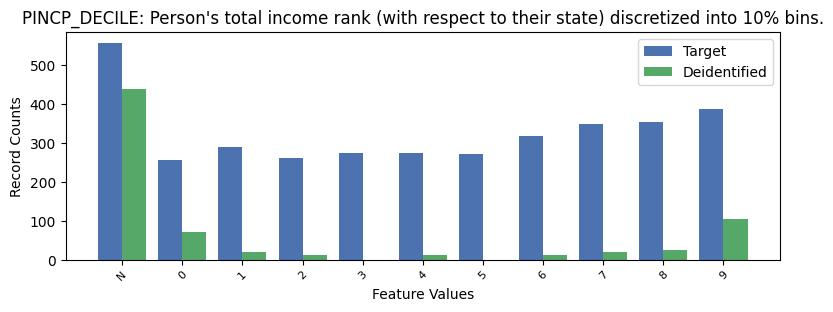 PINCP_DECILE: Person's total income rank (with respect to their state) discretized into 10% bins.
Target
Deidentified
Record Counts
500
400
300
200
100
0
N 0 1 2 3 4 5 6 7 8 9
Feature Values